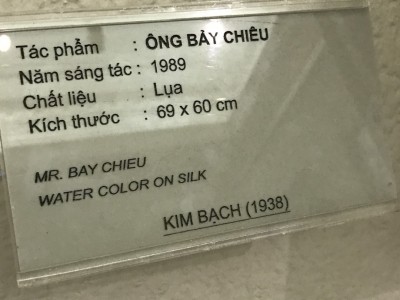 Tác phẩm : ÔNG BẢY CHIÊU
Năm sáng tác : 1989
Chất liệu : Lụa
Kích thước : 69 x 60 cm
MR. BAY CHIEU
WATER COLOR ON SILK
KIM BẠCH (1938)